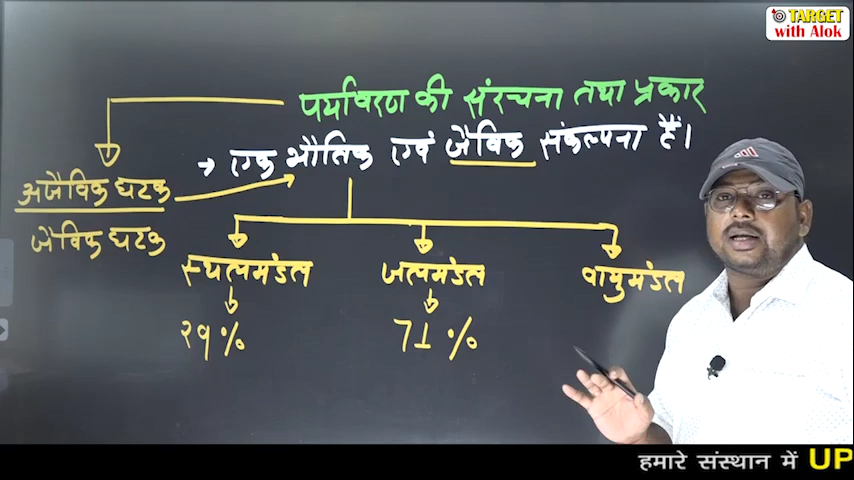 TARGET
with Alok
पर्यावरण की संरचना तथा प्रकार
→ एक भौतिक एवं जैविक संकल्पना है।
अजैविक घटक
जैविक घटक
स्थलमंडल जलमंडल वायुमंडल
२९% 71%
हमारे संस्थान में UP